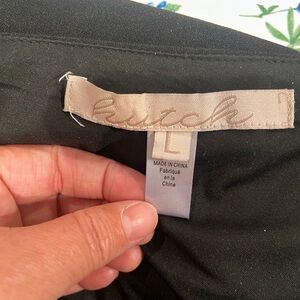 hutch
L
MADE IN CHINA
Fabriqué
en la
Chine